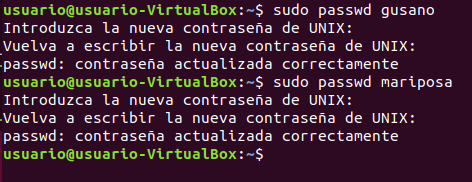 usuario@usuario-VirtualBox:~$ sudo passwd gusano
Introduzca la nueva contraseña de UNIX:
Vuelva a escribir la nueva contraseña de UNIX:
passwd: contraseña actualizada correctamente
usuario@usuario-VirtualBox:~$ sudo passwd mariposa
Introduzca la nueva contraseña de UNIX:
Vuelva a escribir la nueva contraseña de UNIX:
passwd: contraseña actualizada correctamente
usuario@usuario-VirtualBox:~$